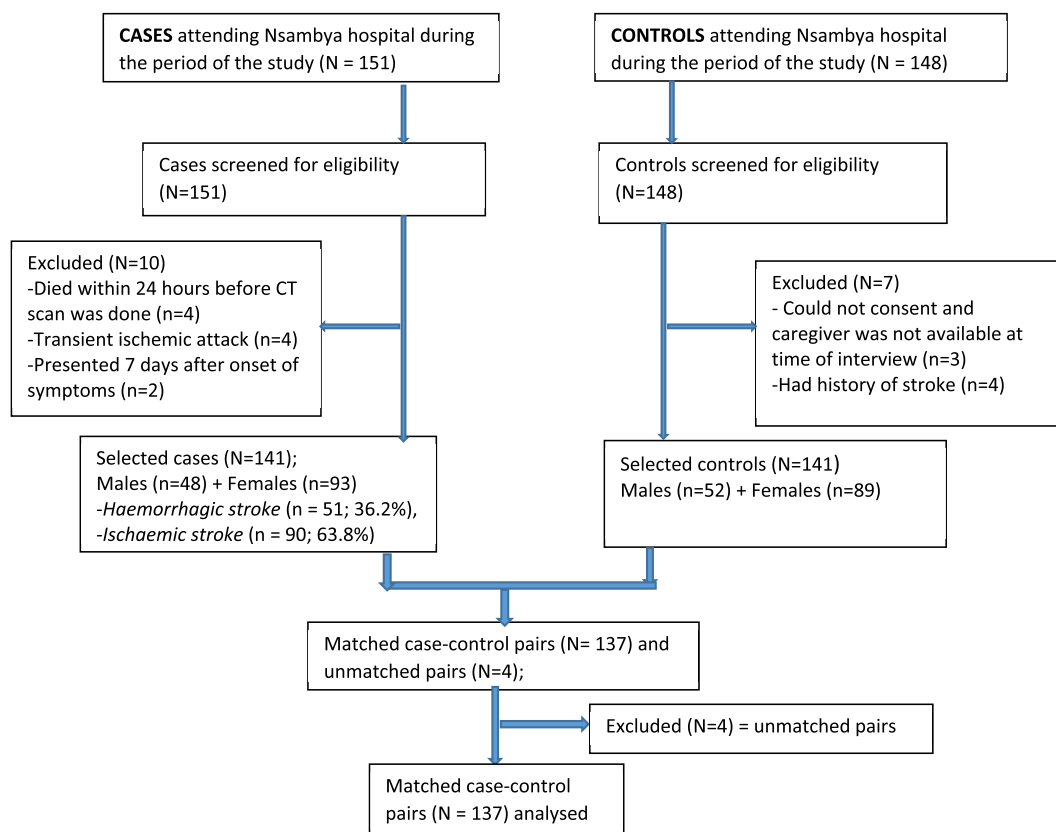 CASES attending Nsambya hospital during
the period of the study (N = 151)
CONTROLS attending Nsambya hospital
during the period of the study (N = 148)
Cases screened for eligibility
(N=151)
Controls screened for eligibility
(N=148)
Excluded (N=10)
-Died within 24 hours before CT
scan was done (n=4)
-Transient ischemic attack (n=4)
-Presented 7 days after onset of
symptoms (n=2)
Excluded (N=7)
- Could not consent and
caregiver was not available at
time of interview (n=3)
-Had history of stroke (n=4)
Selected cases (N=141);
Males (n=48) + Females (n=93)
-Haemorrhagic stroke (n = 51; 36.2%),
-Ischaemic stroke (n = 90; 63.8%)
Selected controls (N=141)
Males (n=52) + Females (n=89)
Matched case-control pairs (N= 137) and
unmatched pairs (N=4);
Excluded (N=4) = unmatched pairs
Matched case-control
pairs (N = 137) analysed